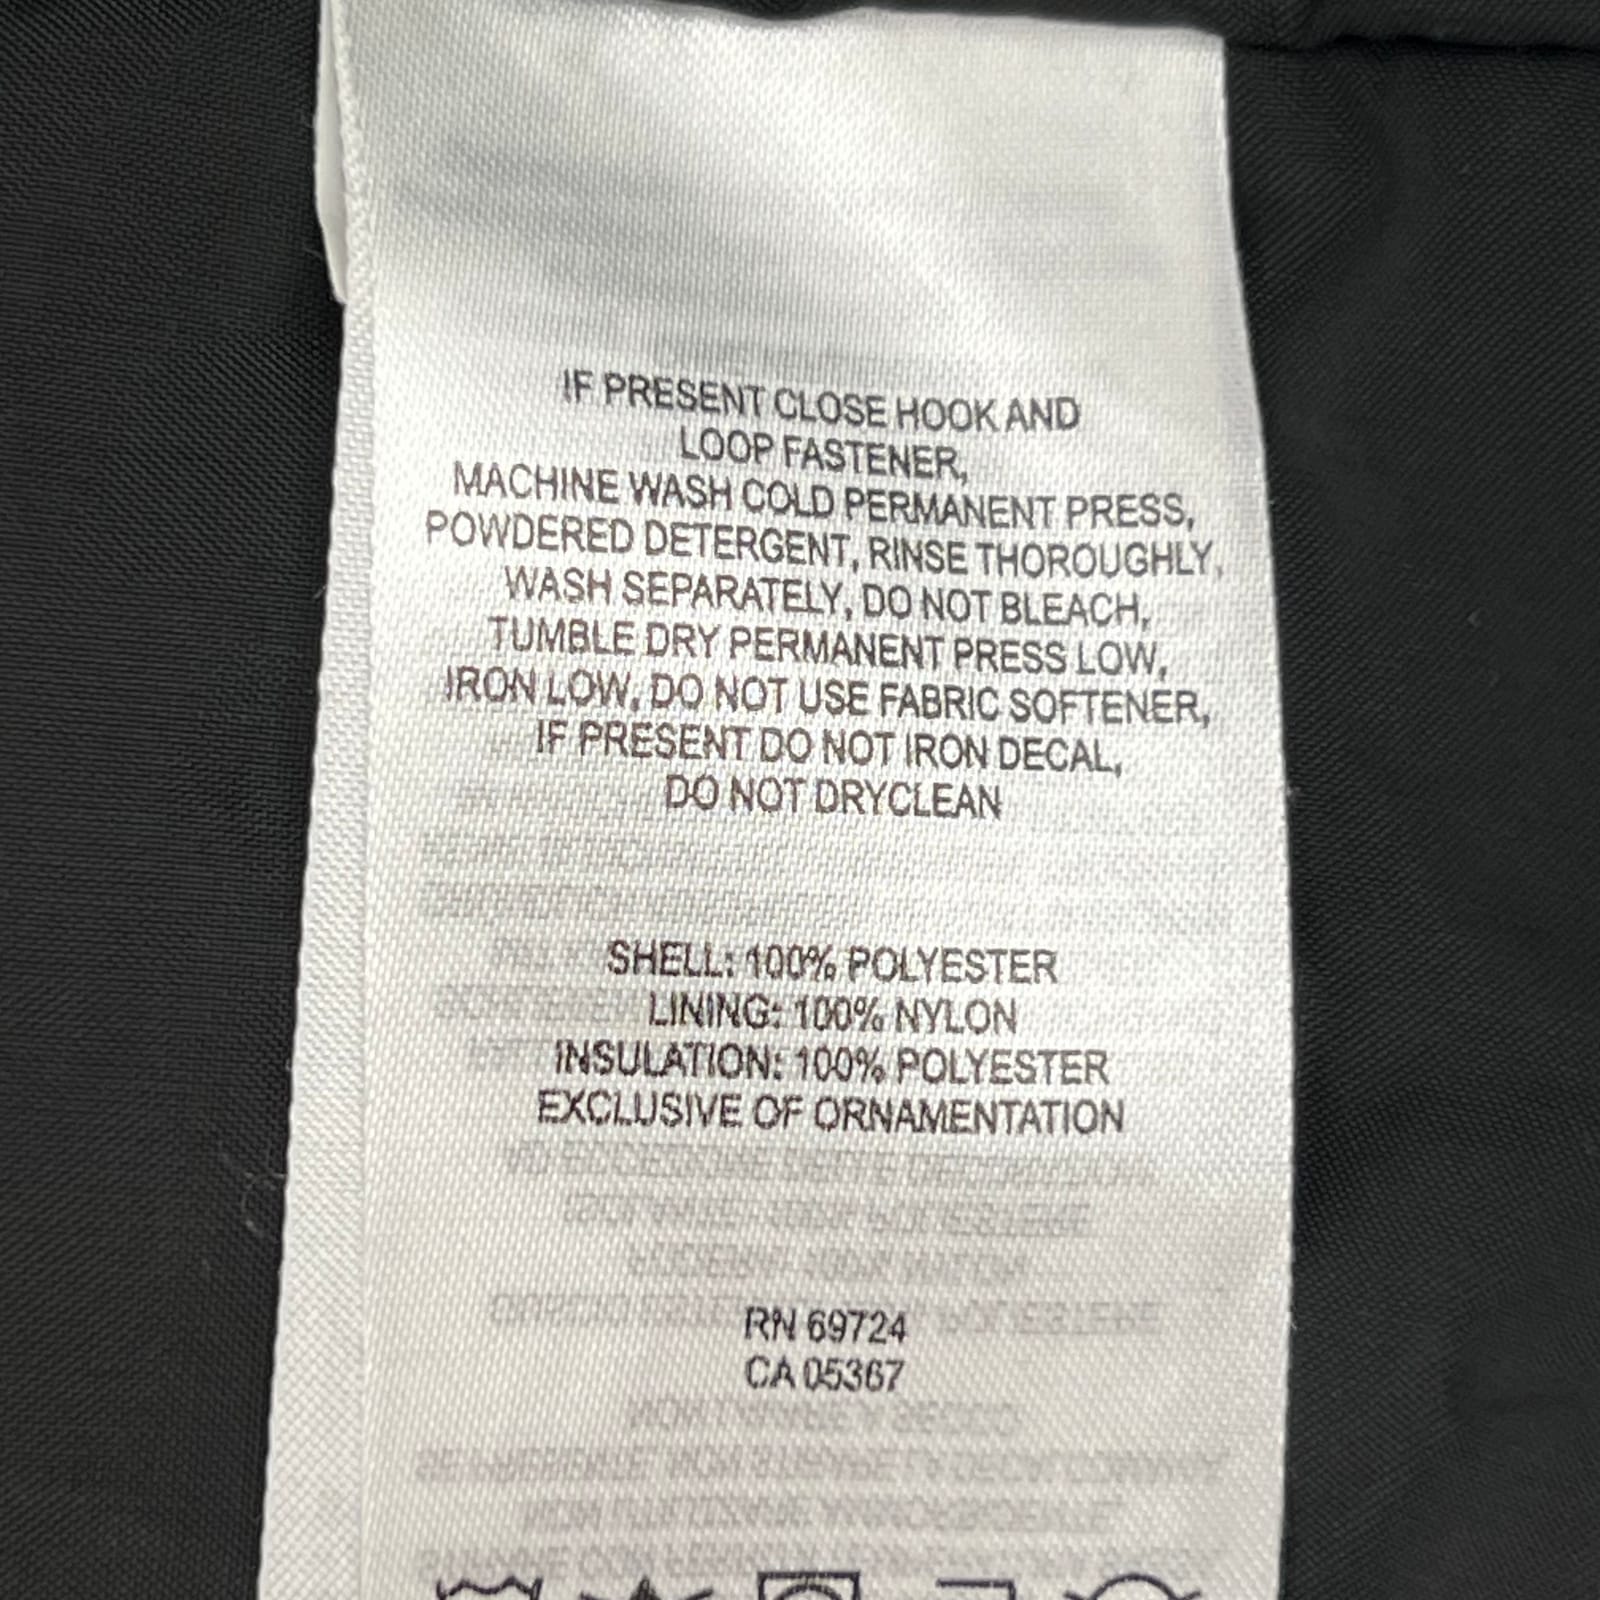 IF PRESENT CLOSE HOOK AND
LOOP FASTENER,
MACHINE WASH COLD PERMANENT PRESS,
POWDERED DETERGENT, RINSE THOROUGHLY,
WASH SEPARATELY, DO NOT BLEACH,
TUMBLE DRY PERMANENT PRESS LOW,
IRON LOW, DO NOT USE FABRIC SOFTENER,
IF PRESENT DO NOT IRON DECAL,
DO NOT DRYCLEAN
SHELL: 100% POLYESTER
LINING: 100% NYLON
INSULATION: 100% POLYESTER
EXCLUSIVE OF ORNAMENTATION
RN 69724
CA 05367